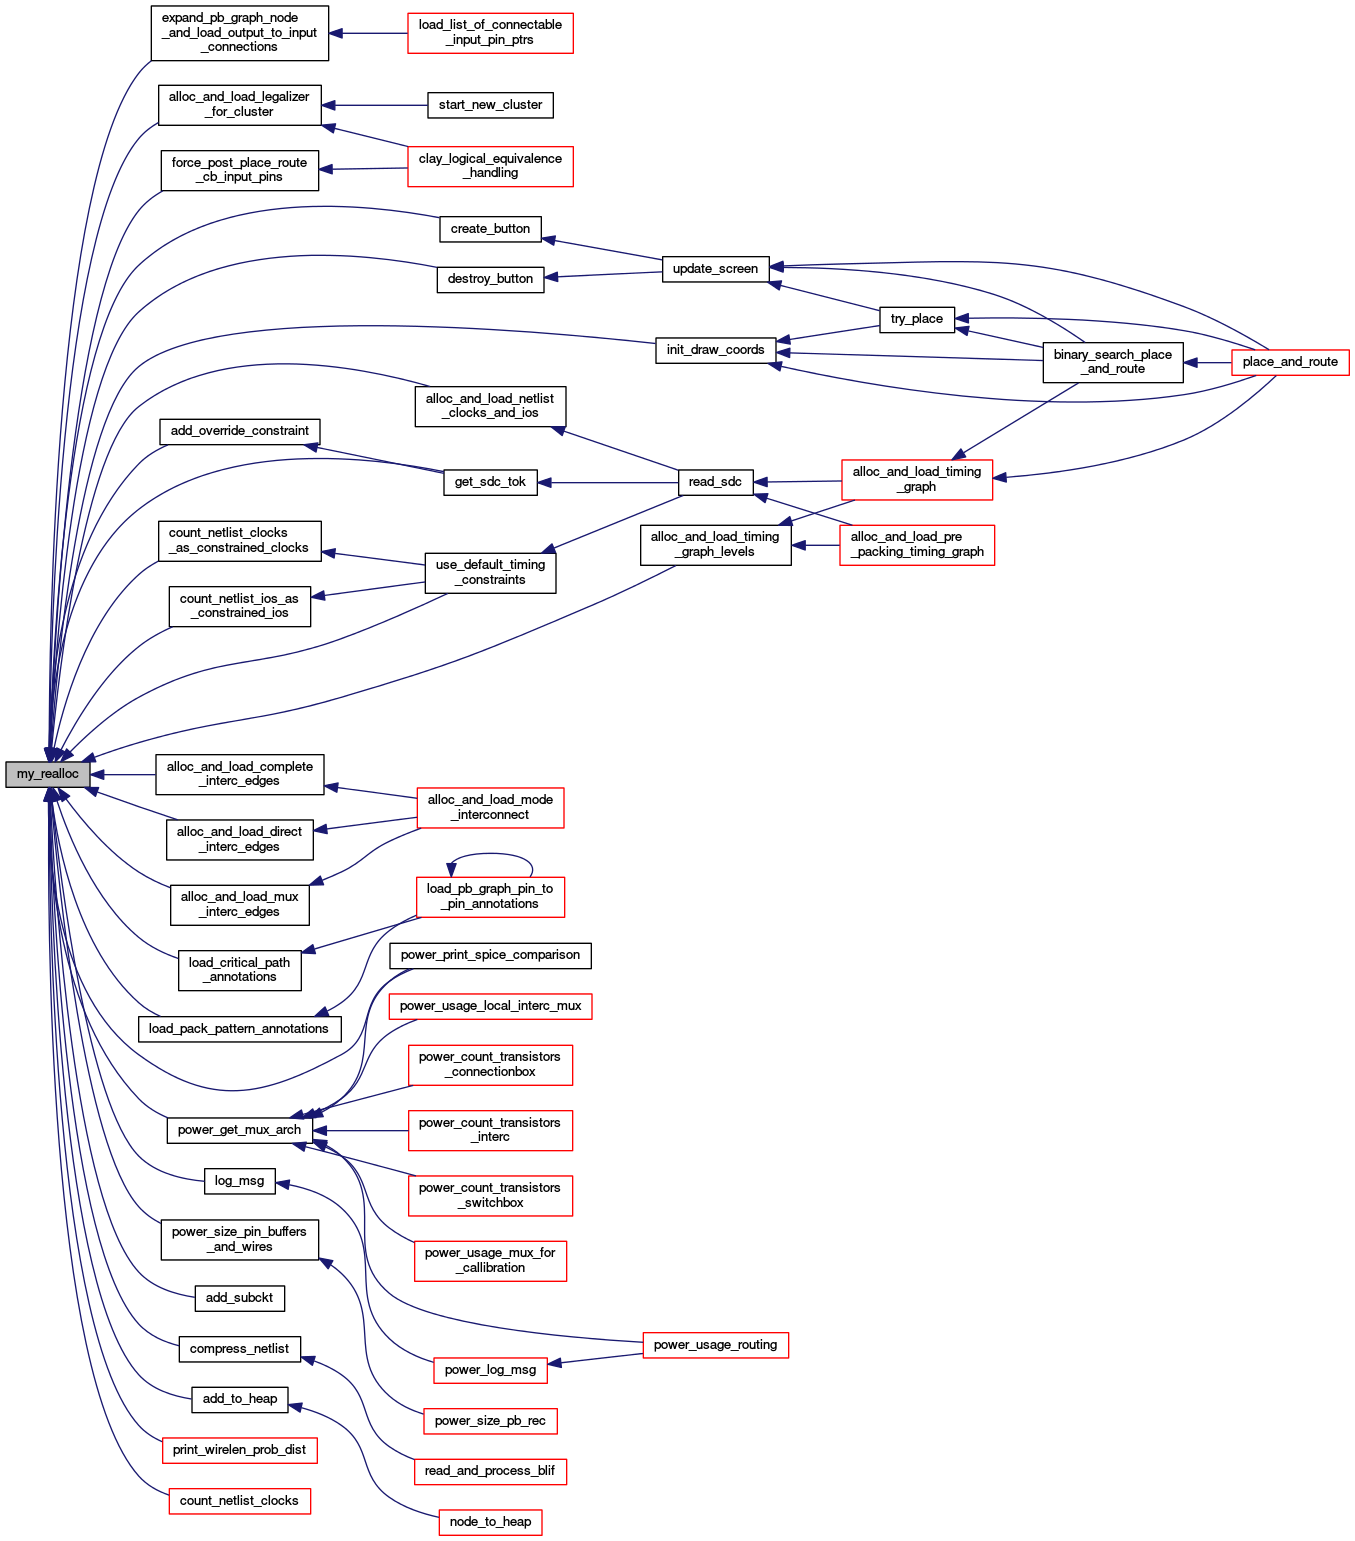 expand_pb_graph_node
_and_load_output_to_input
_connections
load_list_of_connectable
_input_pin_ptrs
alloc_and_load_legalizer
_for_cluster
start_new_cluster
force_post_place_route
_cb_input_pins
clay_logical_equivalence
_handling
create_button
destroy_button
update_screen
try_place
init_draw_coords
binary_search_place
_and_route
place_and_route
alloc_and_load_netlist
_clocks_and_ios
add_override_constraint
get_sdc_tok
read_sdc
alloc_and_load_timing
_graph
count_netlist_clocks
_as_constrained_clocks
use_default_timing
_constraints
alloc_and_load_timing
_graph_levels
alloc_and_load_pre
_packing_timing_graph
count_netlist_ios_as
_constrained_ios
my_realloc
alloc_and_load_complete
_interc_edges
alloc_and_load_mode
_interconnect
alloc_and_load_direct
_interc_edges
alloc_and_load_mux
_interc_edges
load_pb_graph_pin_to
_pin_annotations
load_critical_path
_annotations
power_print_spice_comparison
load_pack_pattern_annotations
power_usage_local_interc_mux
power_count_transistors
_connectionbox
power_get_mux_arch
power_count_transistors
_interc
log_msg
power_count_transistors
_switchbox
power_size_pin_buffers
_and_wires
power_usage_mux_for
_callibration
add_subckt
compress_netlist
power_usage_routing
power_log_msg
add_to_heap
power_size_pb_rec
print_wirelen_prob_dist
read_and_process_blif
count_netlist_clocks
node_to_heap